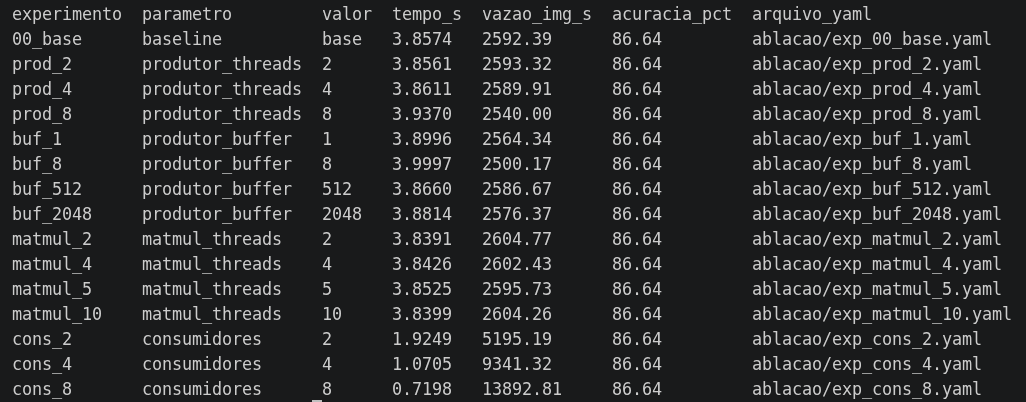 experimento parametro valor tempo_s vazao_img_s acuracia_pct arquivo_yaml
00_base baseline base 3.8574 2592.39 86.64 ablacao/exp_00_base.yaml
prod_2 produtor_threads 2 3.8561 2593.32 86.64 ablacao/exp_prod_2.yaml
prod_4 produtor_threads 4 3.8611 2589.91 86.64 ablacao/exp_prod_4.yaml
prod_8 produtor_threads 8 3.9370 2540.00 86.64 ablacao/exp_prod_8.yaml
buf_1 produtor_buffer 1 3.8996 2564.34 86.64 ablacao/exp_buf_1.yaml
buf_8 produtor_buffer 8 3.9997 2500.17 86.64 ablacao/exp_buf_8.yaml
buf_512 produtor_buffer 512 3.8660 2586.67 86.64 ablacao/exp_buf_512.yaml
buf_2048 produtor_buffer 2048 3.8814 2576.37 86.64 ablacao/exp_buf_2048.yaml
matmul_2 matmul_threads 2 3.8391 2604.77 86.64 ablacao/exp_matmul_2.yaml
matmul_4 matmul_threads 4 3.8426 2602.43 86.64 ablacao/exp_matmul_4.yaml
matmul_5 matmul_threads 5 3.8525 2595.73 86.64 ablacao/exp_matmul_5.yaml
matmul_10 matmul_threads 10 3.8399 2604.26 86.64 ablacao/exp_matmul_10.yaml
cons_2 consumidores 2 1.9249 5195.19 86.64 ablacao/exp_cons_2.yaml
cons_4 consumidores 4 1.0705 9341.32 86.64 ablacao/exp_cons_4.yaml
cons_8 consumidores 8 0.7198 13892.81 86.64 ablacao/exp_cons_8.yaml